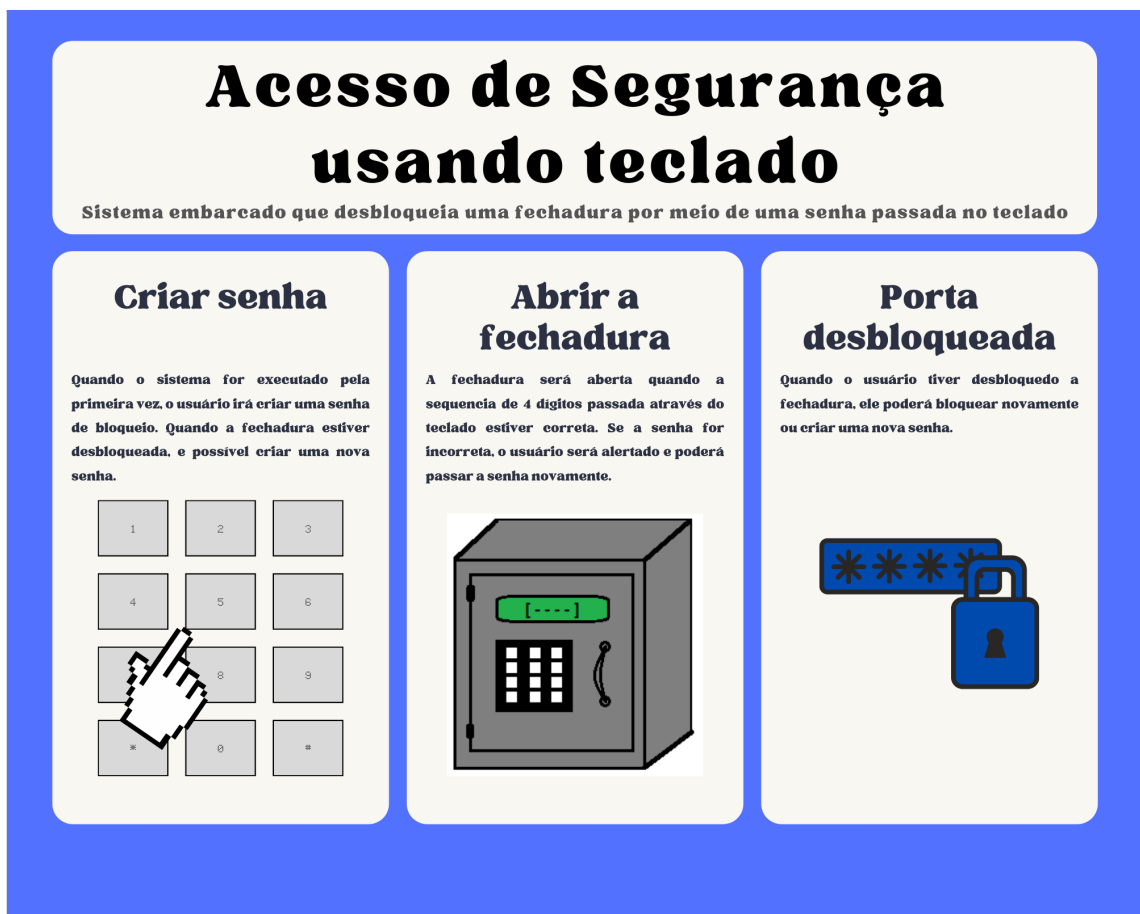 Acesso de Segurança
usando teclado
Sistema embarcado que desbloqueia uma fechadura por meio de uma senha passada no teclado
Criar senha
Quando o sistema for executado pela
primeira vez, o usuário irá criar uma senha
de bloqueio. Quando a fechadura estiver
desbloqueada, e possível criar uma nova
senha.
1 2 3
4 5 6
8 9
* 0 #
Abrir a
fechadura
A fechadura será aberta quando a
sequencia de 4 dígitos passada através do
teclado estiver correta. Se a senha for
incorreta, o usuário será alertado e poderá
passar a senha novamente.
[----]
Porta
desbloqueada
Quando o usuário tiver desbloquedo a
fechadura, ele poderá bloquear novamente
ou criar uma nova senha.
****